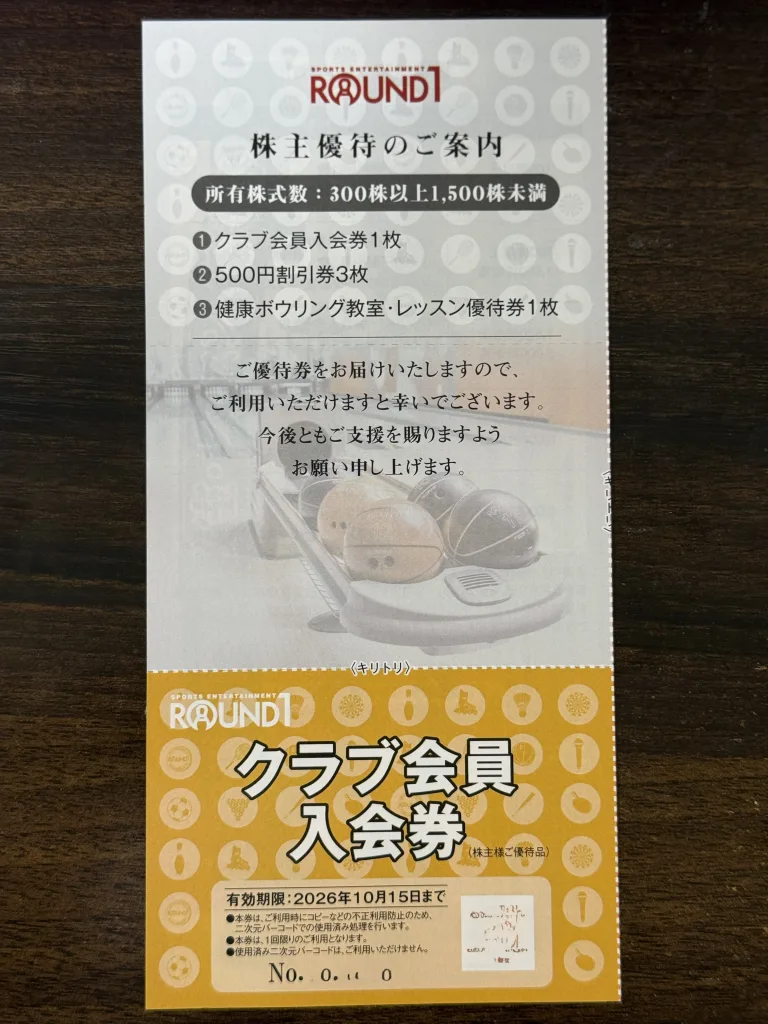 SPORTS ENTERTAINMENT
ROUND1
株主優待のご案内
所有株式数：300株以上1,500株未満
❶クラブ会員入会券1枚
❷500円割引券3枚
❸健康ボウリング教室・レッスン優待券1枚
ご優待券をお届けいたしますので、
ご利用いただけますと幸いでございます。
今後ともご支援を賜りますよう
お願い申し上げます。
〈キリトリ〉
〈キリトリ〉
SPORTS ENTERTAINMENT
ROUND1
クラブ会員
入会券
（株主様ご優待品）
有効期限：2026年10月15日まで
●本券は、ご利用時にコピーなどの不正利用防止のため、
二次元バーコードでの使用済み処理を行います。
●本券は、1回限りのご利用となります。
●使用済み二次元バーコードは、ご利用いただけません。
No.